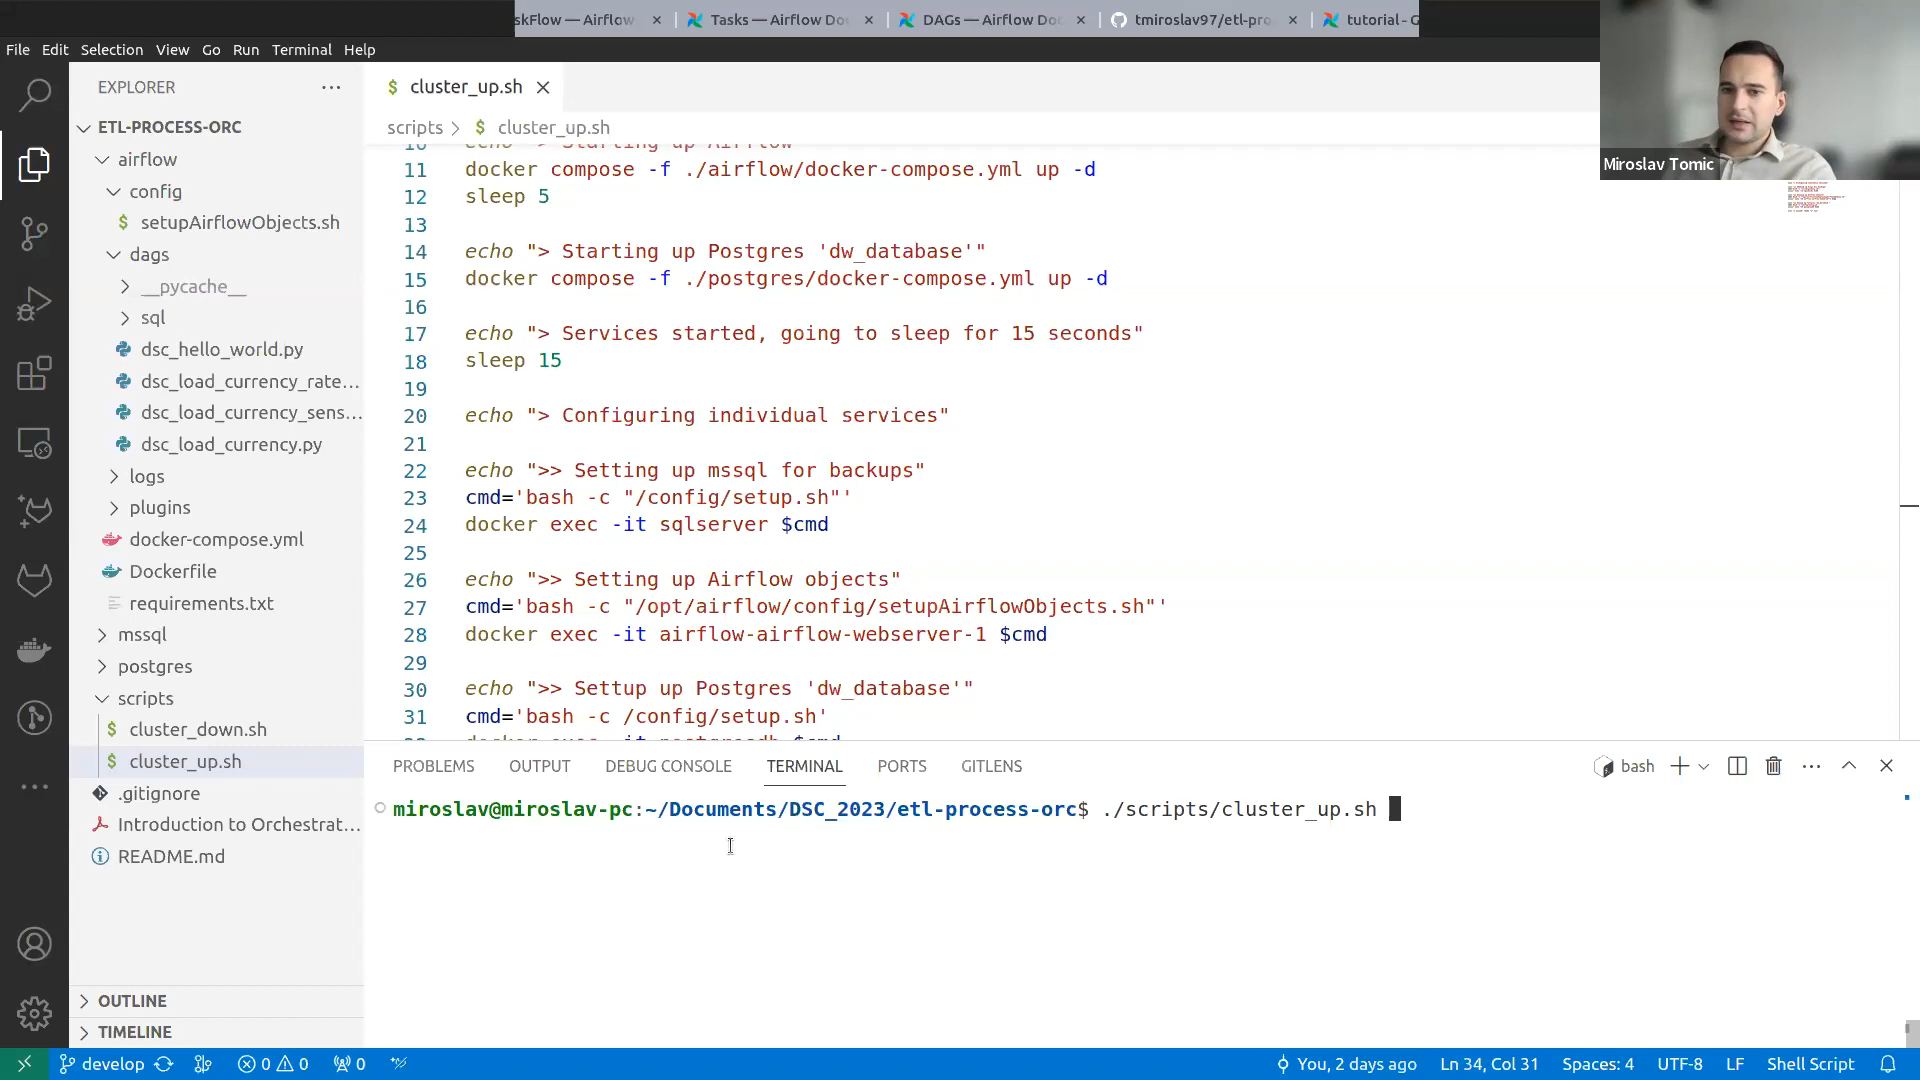 skFlow — Airflow
Tasks — Airflow Do
DAGs — Airflow Do
tmiroslav97/etl-pro
tutorial - G
File Edit Selection View Go Run Terminal Help
EXPLORER
ETL-PROCESS-ORC
airflow
config
setupAirflowObjects.sh
dags
__pycache__
sql
dsc_hello_world.py
dsc_load_currency_rate...
dsc_load_currency_sens...
dsc_load_currency.py
logs
plugins
docker-compose.yml
Dockerfile
requirements.txt
mssql
postgres
scripts
cluster_down.sh
cluster_up.sh
.gitignore
Introduction to Orchestrat...
README.md
OUTLINE
TIMELINE
$ cluster_up.sh
scripts > $ cluster_up.sh
10 echo "> Starting up Airflow"
11 docker compose -f ./airflow/docker-compose.yml up -d
12 sleep 5
13
14 echo "> Starting up Postgres 'dw_database'"
15 docker compose -f ./postgres/docker-compose.yml up -d
16
17 echo "> Services started, going to sleep for 15 seconds"
18 sleep 15
19
20 echo "> Configuring individual services"
21
22 echo ">> Setting up mssql for backups"
23 cmd='bash -c "/config/setup.sh"'
24 docker exec -it sqlserver $cmd
25
26 echo ">> Setting up Airflow objects"
27 cmd='bash -c "/opt/airflow/config/setupAirflowObjects.sh"'
28 docker exec -it airflow-airflow-webserver-1 $cmd
29
30 echo ">> Settup up Postgres 'dw_database'"
31 cmd='bash -c /config/setup.sh'
Miroslav Tomic
PROBLEMS OUTPUT DEBUG CONSOLE TERMINAL PORTS GITLENS
bash
miroslav@miroslav-pc:~/Documents/DSC_2023/etl-process-orc$ ./scripts/cluster_up.sh
develop 0 0 0 You, 2 days ago Ln 34, Col 31 Spaces: 4 UTF-8 LF Shell Script